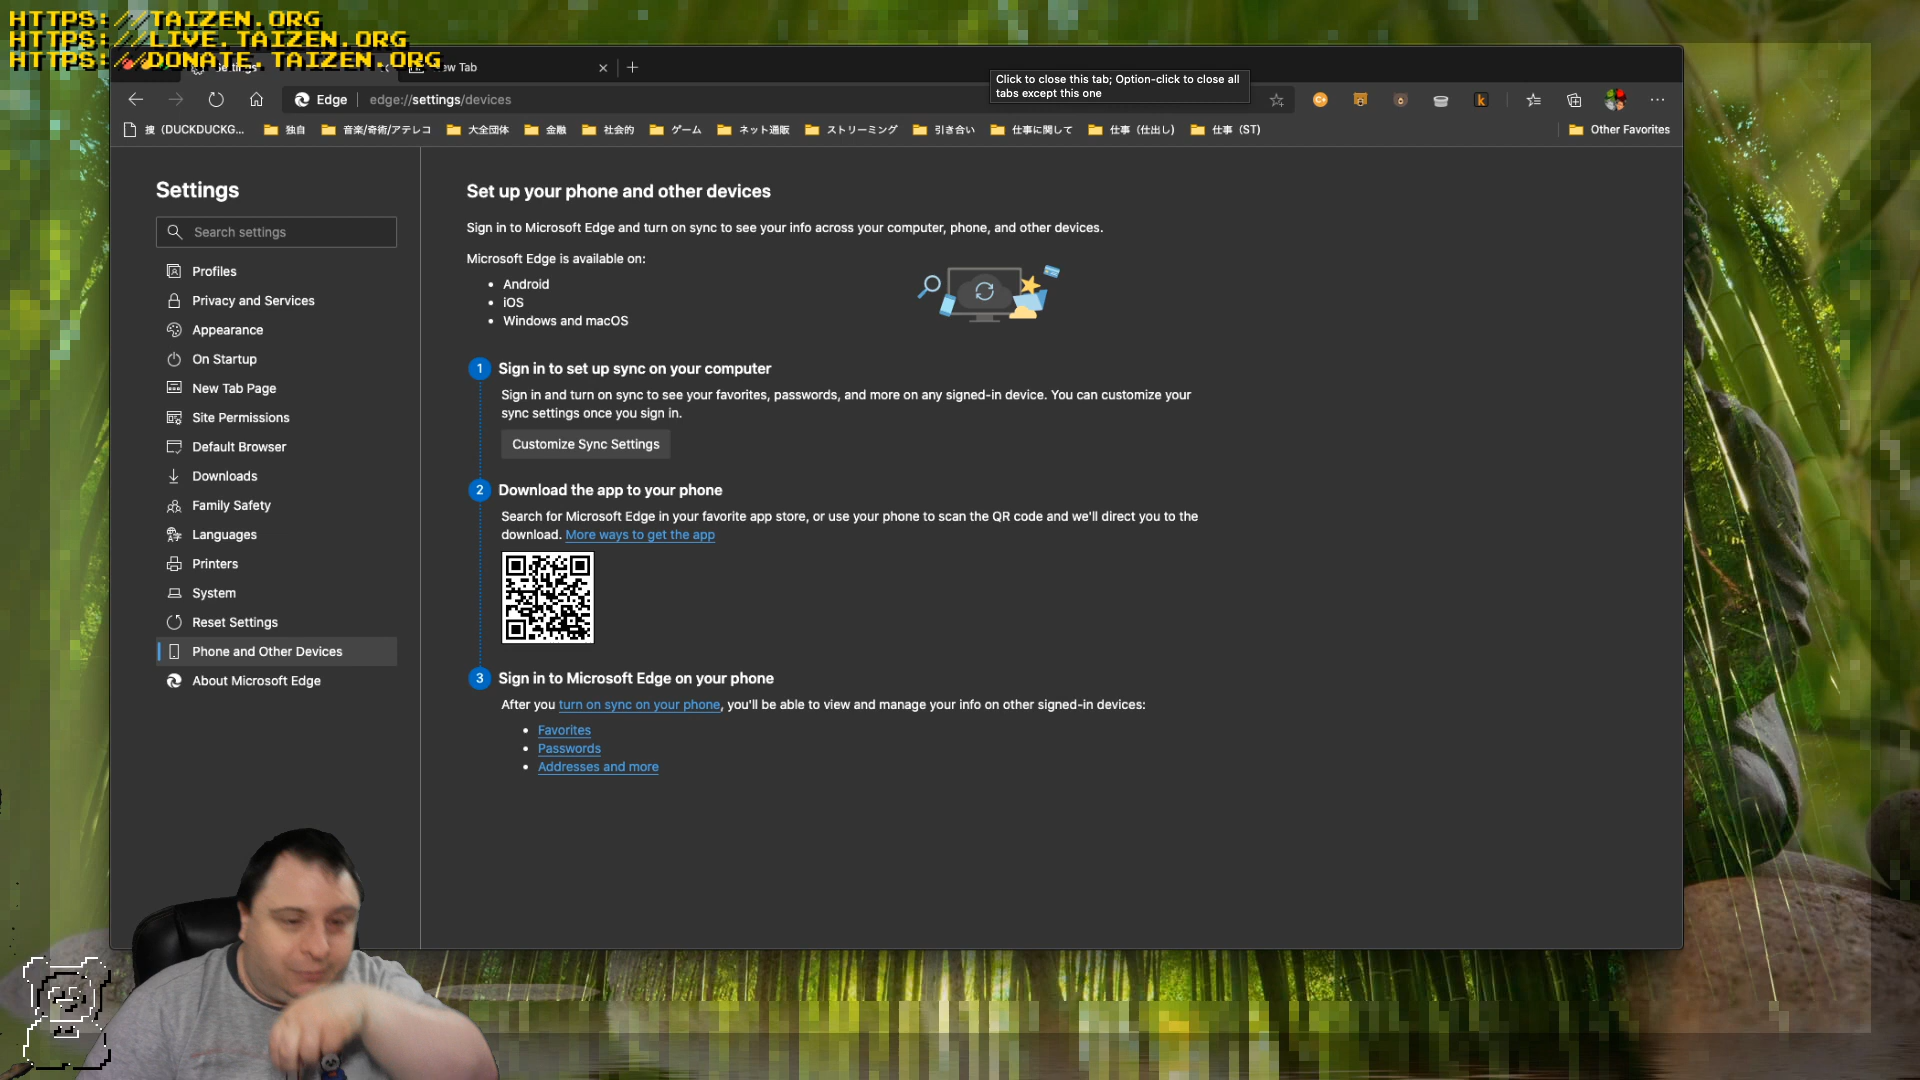 HTTPS://TAIZEN.ORG
HTTPS://LIVE.TAIZEN.ORG
HTTPS://DONATE.TAIZEN.ORG
Settings
New Tab
Click to close this tab; Option-click to close all
tabs except this one
Edge
edge://settings/devices
捜 (DUCKDUCKG...
独自
音楽/奇術/アテレコ
大全団体
金融
社会的
ゲーム
ネット通販
ストリーミング
引き合い
仕事に関して
仕事（仕出し）
仕事（ST)
Other Favorites
Settings
Search settings
Profiles
Privacy and Services
Appearance
On Startup
New Tab Page
Site Permissions
Default Browser
Downloads
Family Safety
Languages
Printers
System
Reset Settings
Phone and Other Devices
About Microsoft Edge
Set up your phone and other devices
Sign in to Microsoft Edge and turn on sync to see your info across your computer, phone, and other devices.
Microsoft Edge is available on:
• Android
• iOS
• Windows and macOS
1 Sign in to set up sync on your computer
Sign in and turn on sync to see your favorites, passwords, and more on any signed-in device. You can customize your
sync settings once you sign in.
Customize Sync Settings
2 Download the app to your phone
Search for Microsoft Edge in your favorite app store, or use your phone to scan the QR code and we'll direct you to the
download. More ways to get the app
3 Sign in to Microsoft Edge on your phone
After you turn on sync on your phone, you'll be able to view and manage your info on other signed-in devices:
• Favorites
• Passwords
• Addresses and more